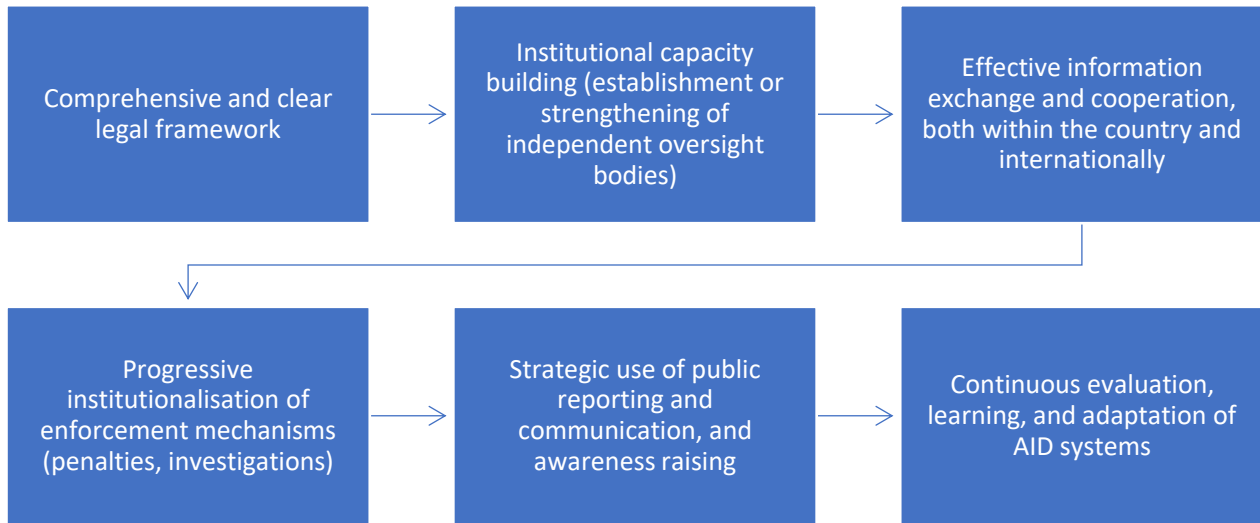 Comprehensive and clear
legal framework
Institutional capacity
building (establishment or
strengthening of
independent oversight
bodies)
Effective information
exchange and cooperation,
both within the country and
internationally
Progressive
institutionalisation of
enforcement mechanisms
(penalties, investigations)
Strategic use of public
reporting and
communication, and
awareness raising
Continuous evaluation,
learning, and adaptation of
AID systems